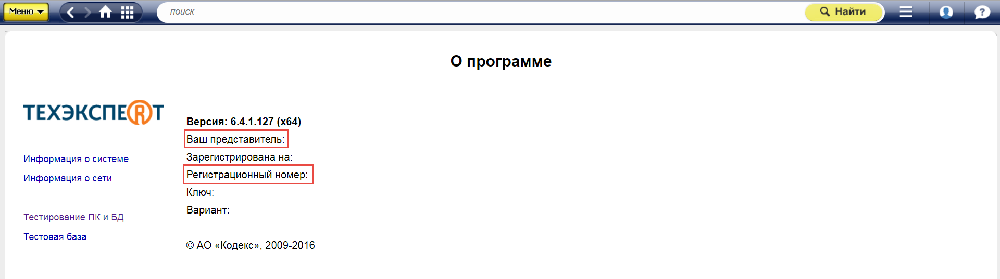 Меню
поиск
Найти
О программе
ТЕХЭКСПЕRТ
Версия: 6.4.1.127 (x64)
Ваш представитель:
Зарегистрирована на:
Регистрационный номер:
Ключ:
Вариант:
© АО «Кодекс», 2009-2016
Информация о системе
Информация о сети
Тестирование ПК и БД
Тестовая база